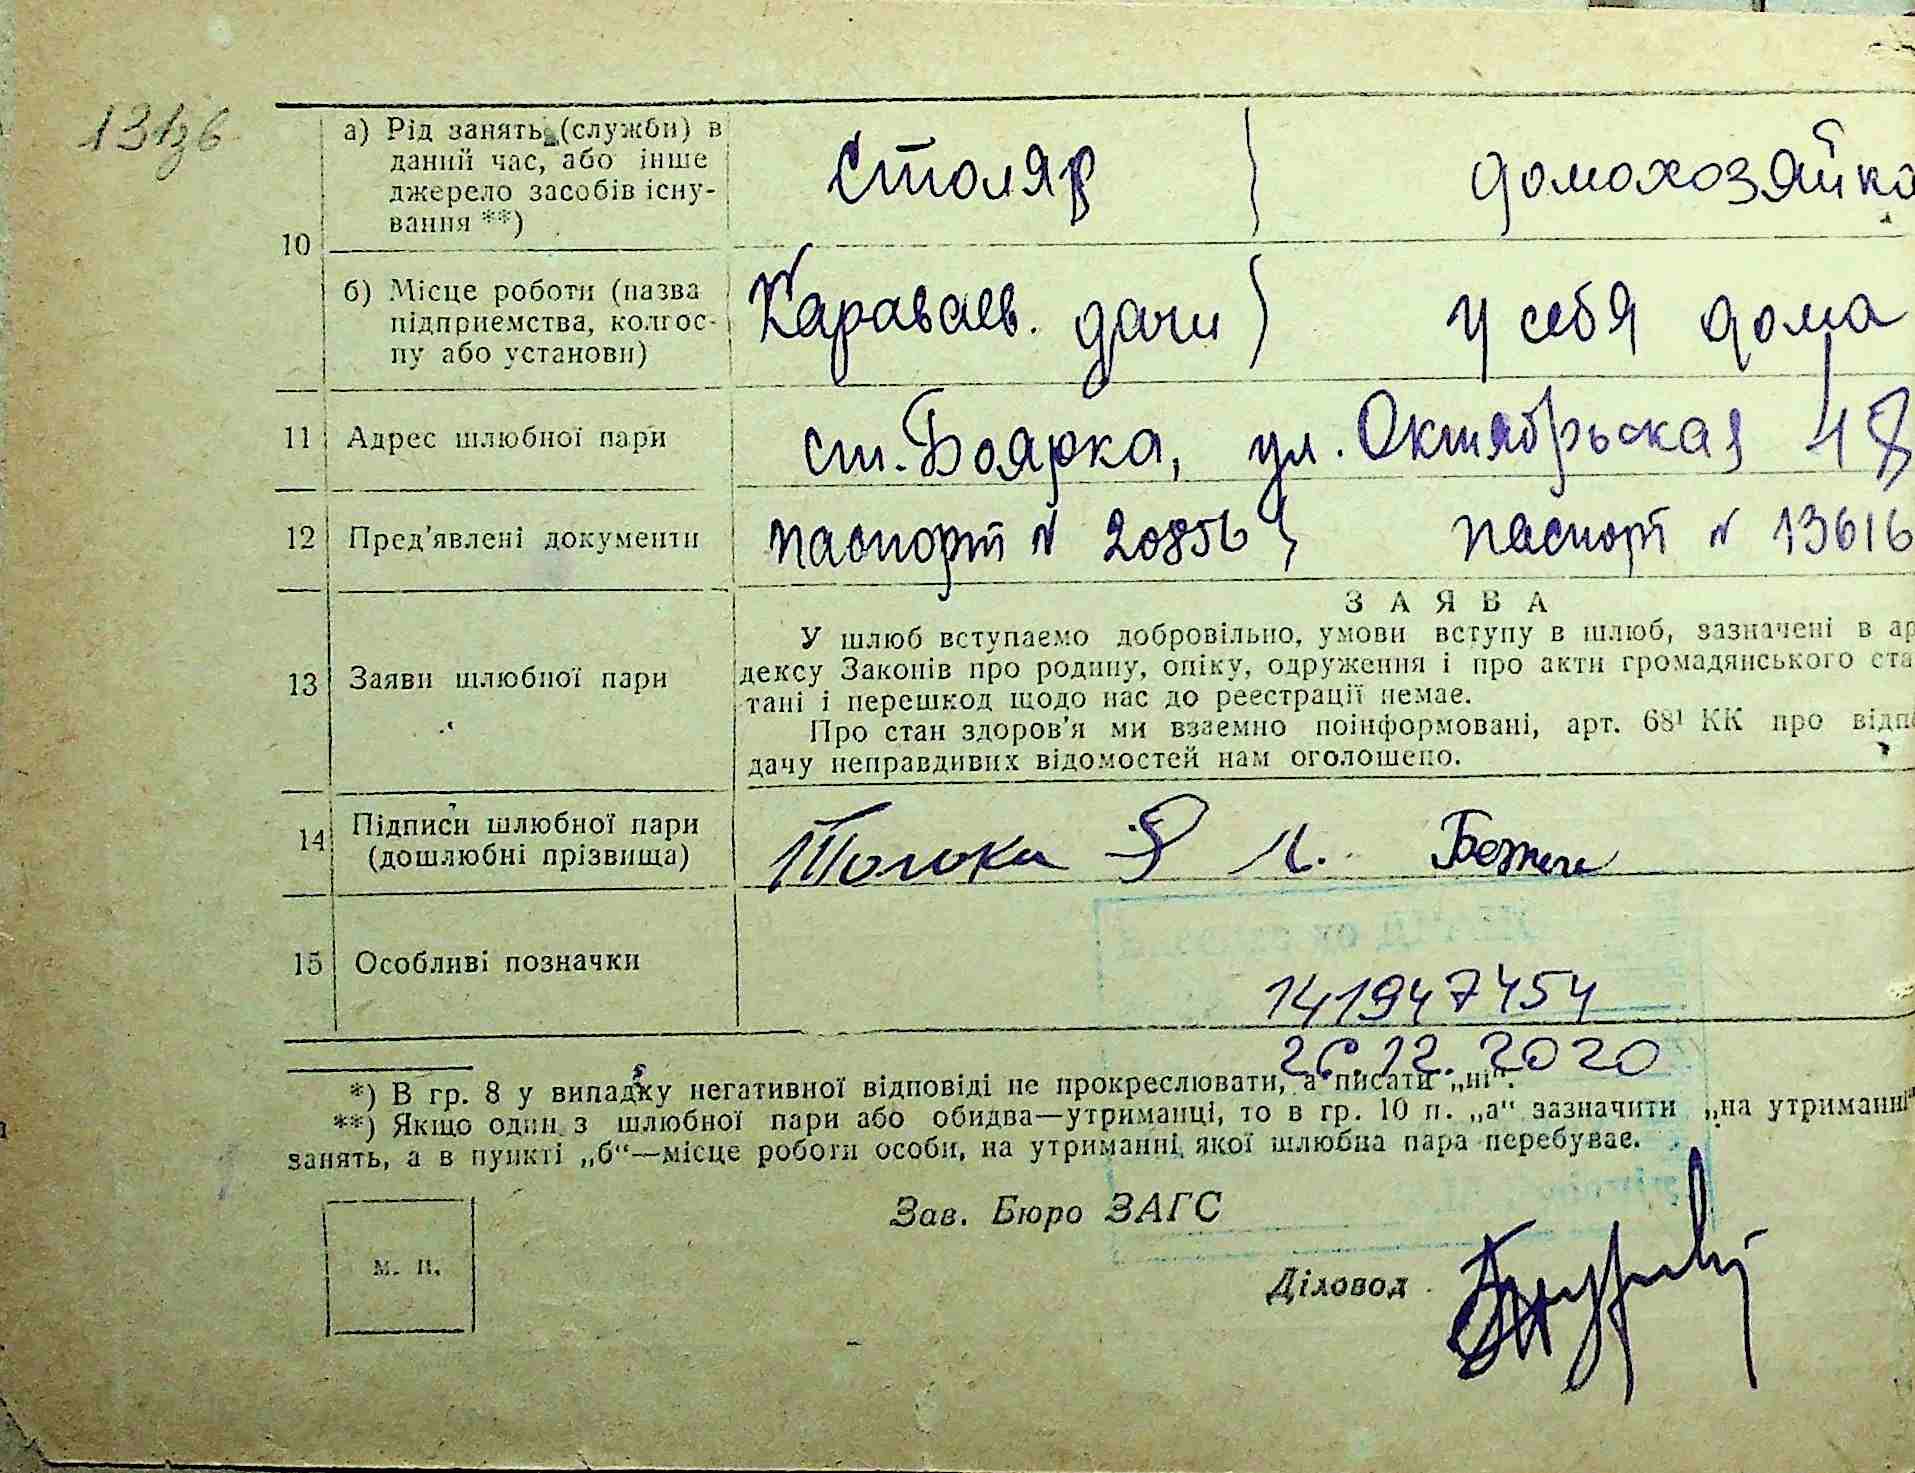 131з6
10
а) Рід занять (служби) в
даний час, або інше
джерело засобів існу-
вання **)
столяр
домохозяйка
б) Місце роботи (назва
підприємства, колгос-
пу або установи)
Караваев. дачи
у себя дома
11
Адрес шлюбної пари
ст. Боярка, ул. Октябрьская 48
12
Пред'явлені документи
паспорт № 20856
паспорт № 13616
13
Заяви шлюбної пари
ЗАЯВА
У шлюб вступаємо добровільно, умови вступу в шлюб, зазначені в ар
дексу Законів про родину, опіку, одруження і про акти громадянського ста
тані і перешкод щодо нас до реєстрації немає.
Про стан здоров'я ми взаємно поінформовані, арт. 68¹ КК про відпо
дачу неправдивих відомостей нам оголошено.
14
Підписи шлюбної пари
(дошлюбні прізвища)
Толока
15
Особливі позначки
141947454
26.12.2020
*) В гр. 8 у випадку негативної відповіді не прокреслювати, а писати „ні".
**) Якщо один з шлюбної пари або обидва—утриманці, то в гр. 10 п. „а" зазначити „на утриманні"
занять, а в пункті „б"—місце роботи особи, на утриманні якої шлюбна пара перебуває.
Зав. Бюро ЗАГС
м. п.
Діловод